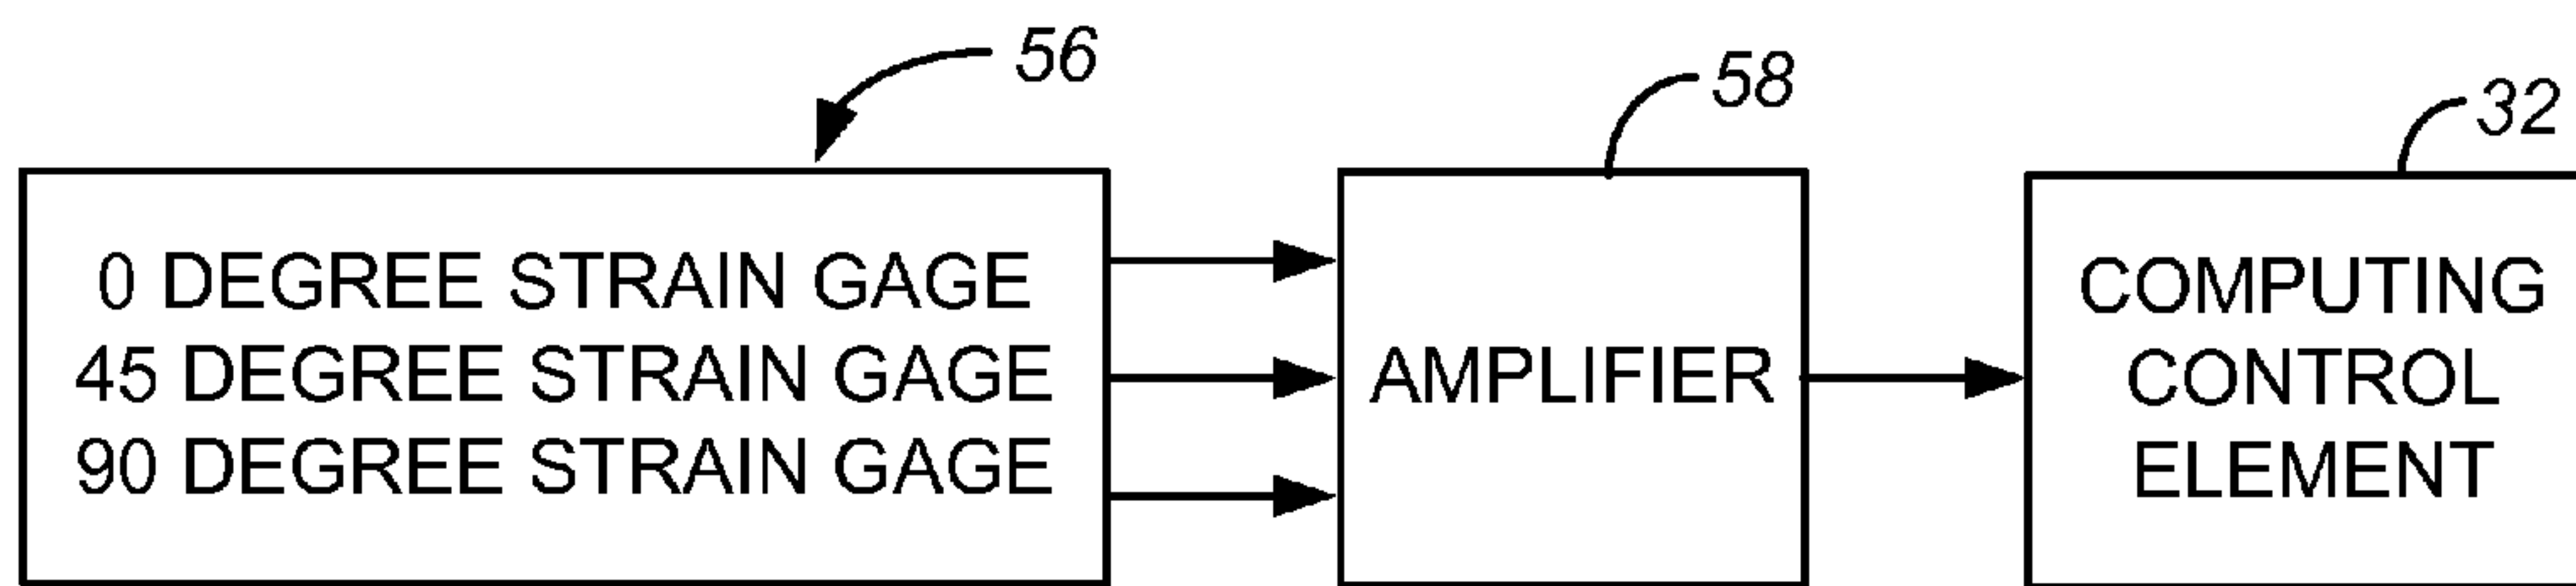 56
58
32
0 DEGREE STRAIN GAGE
45 DEGREE STRAIN GAGE
90 DEGREE STRAIN GAGE
AMPLIFIER
COMPUTING
CONTROL
ELEMENT